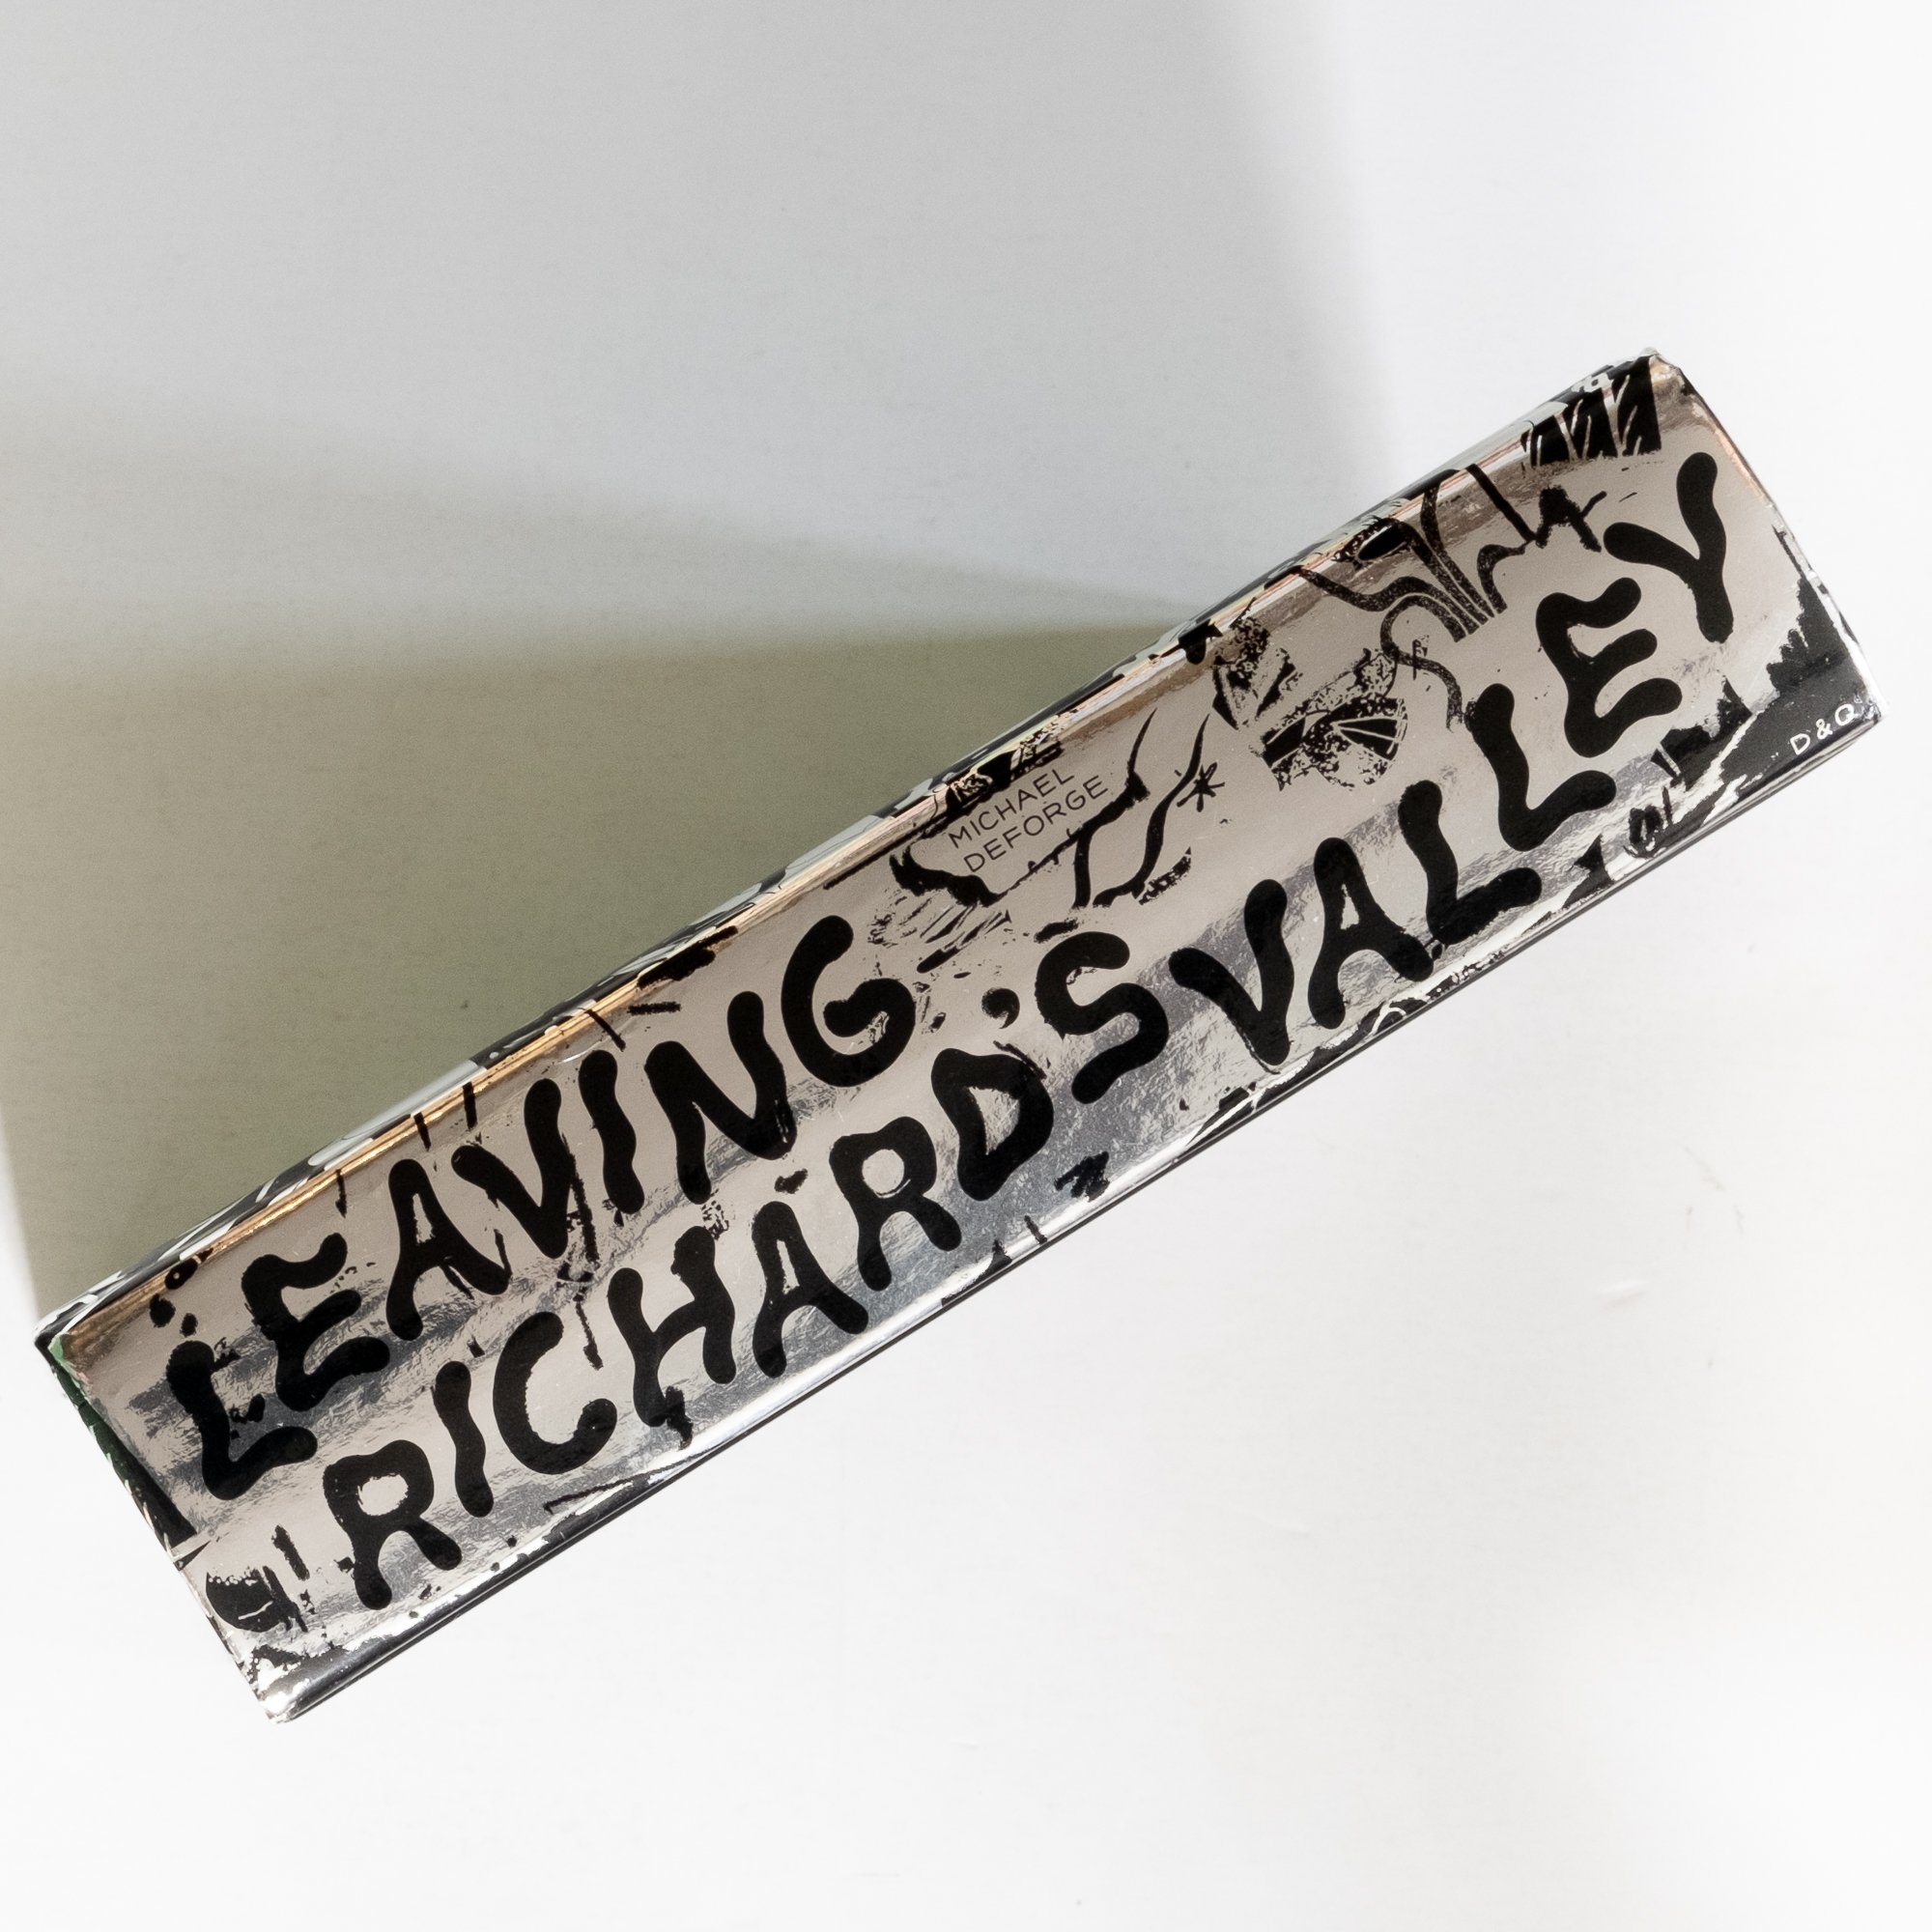 LEAVING
RICHARD'S VALLEY
MICHAEL
DEFORGE
D&Q